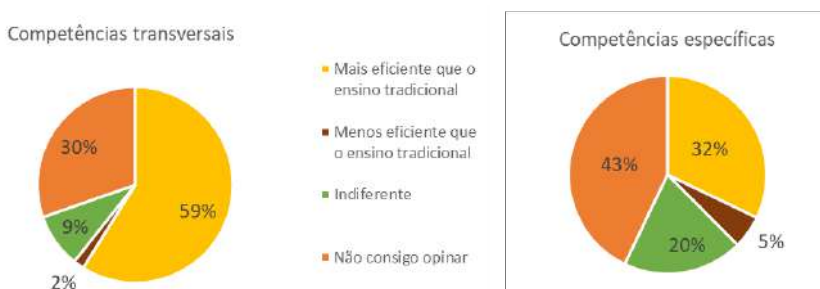 Competências transversais
30%
59%
9%
2%
Mais eficiente que o
ensino tradicional
Menos eficiente que
o ensino tradicional
Indiferente
Não consigo opinar
Competências específicas
43%
32%
20%
5%